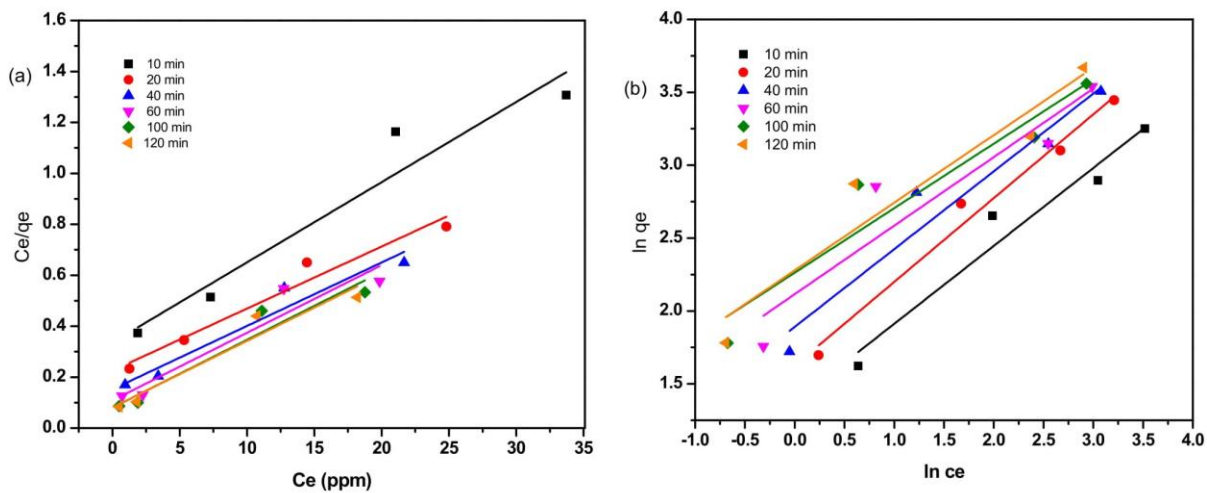 (a)
Ce/qe
1.6
1.4
1.2
1.0
0.8
0.6
0.4
0.2
0.0
10 min
20 min
40 min
60 min
100 min
120 min
0 5 10 15 20 25 30 35
Ce (ppm)
(b)
ln qe
4.0
3.5
3.0
2.5
2.0
1.5
10 min
20 min
40 min
60 min
100 min
120 min
-1.0 -0.5 0.0 0.5 1.0 1.5 2.0 2.5 3.0 3.5 4.0
ln ce